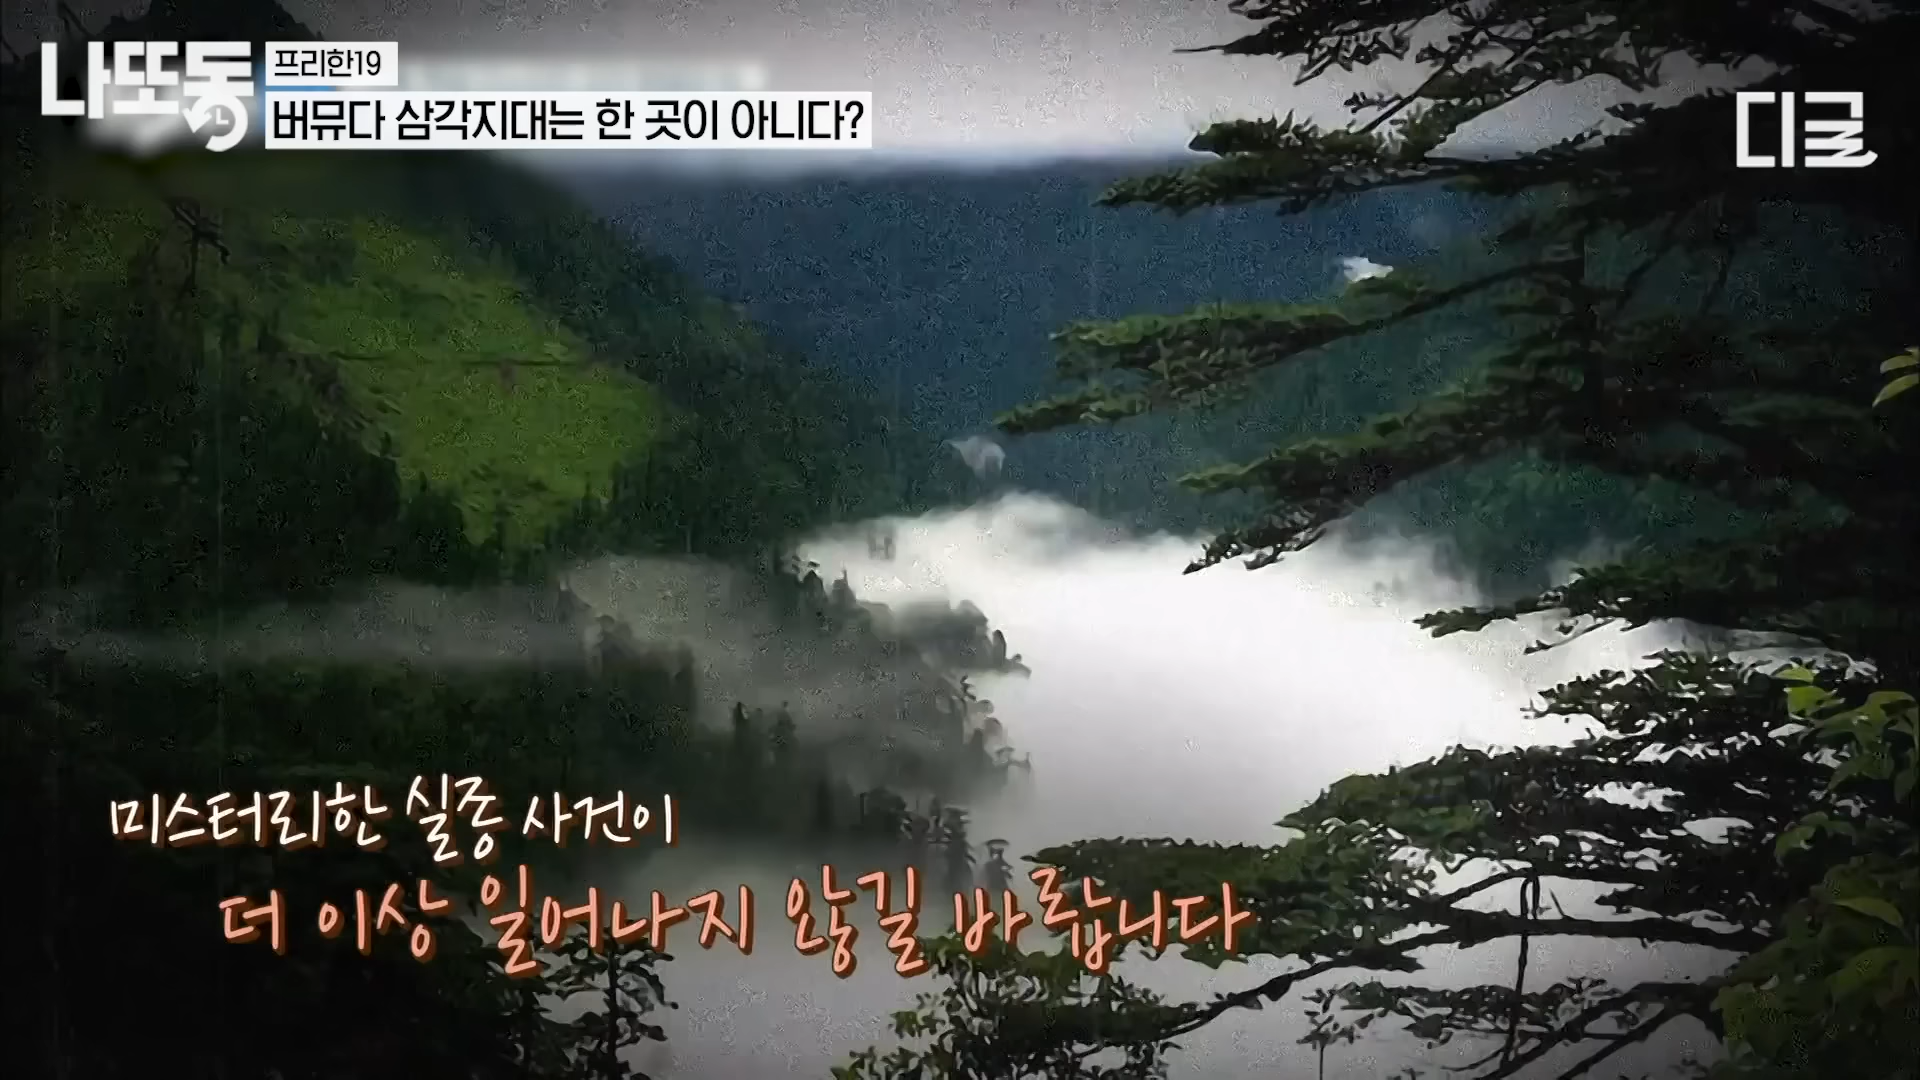 나또동
프리한19
버뮤다 삼각지대는 한 곳이 아니다?
디글
미스터리한 실종 사건이
더 이상 일어나지 않길 바랍니다